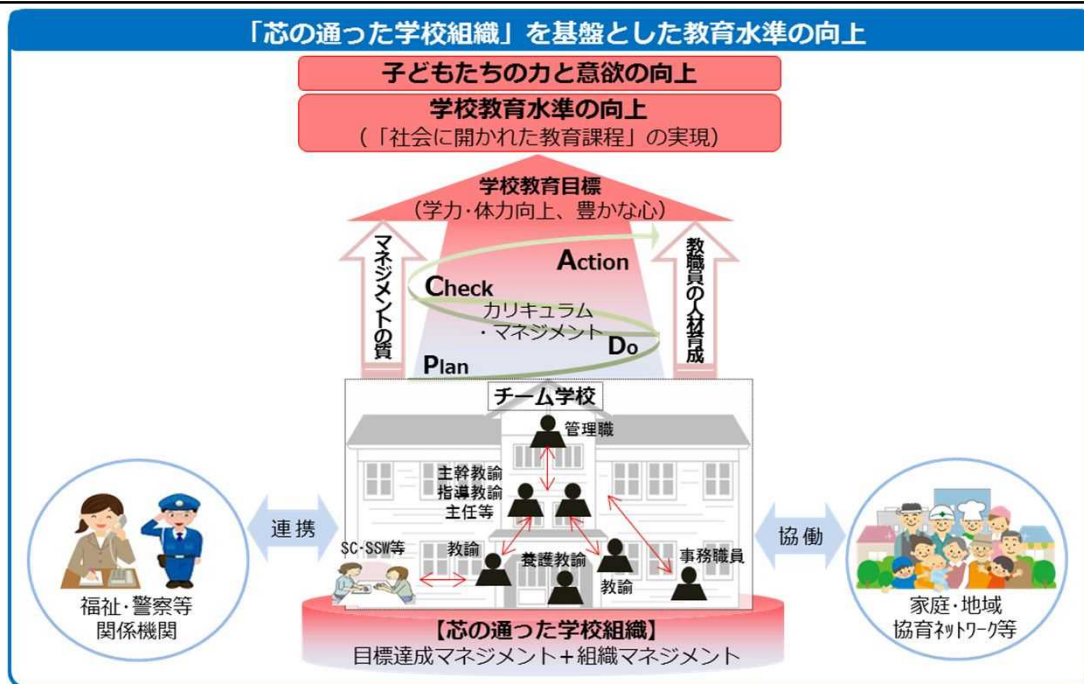 「芯の通った学校組織」を基盤とした教育水準の向上
子どもたちの力と意欲の向上
学校教育水準の向上
（「社会に開かれた教育課程」の実現）
学校教育目標
（学力･体力向上、豊かな心）
マネジメントの質
教職員の人材育成
Action
Check
カリキュラム
・マネジメント
Do
Plan
チーム学校
管理職
主幹教諭
指導教諭
主任等
SC･SSW等
教諭
養護教諭
教諭
事務職員
連携
協働
福祉･警察等
関係機関
家庭･地域
協育ﾈｯﾄﾜｰｸ等
【芯の通った学校組織】
目標達成マネジメント＋組織マネジメント